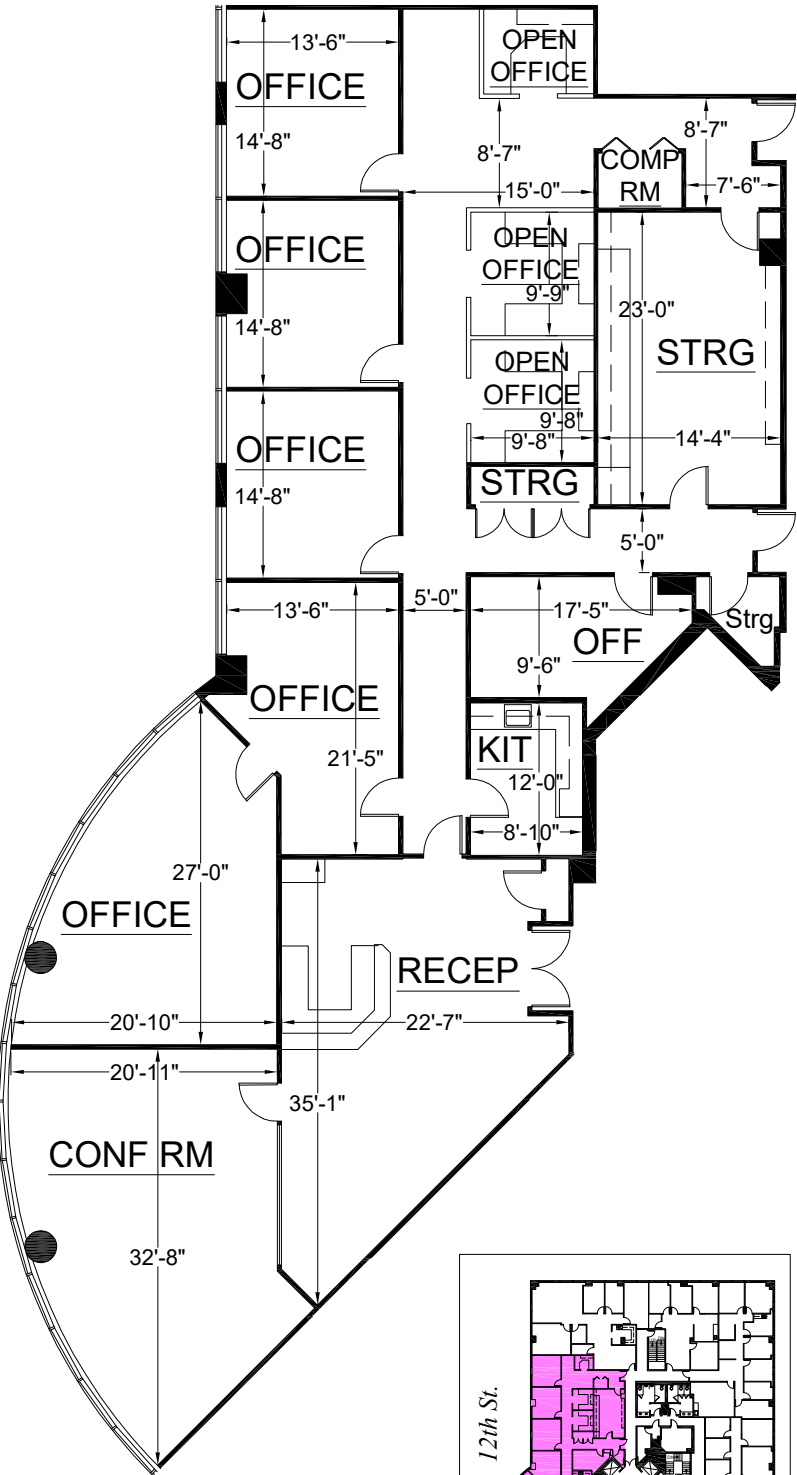 13'-6"
OPEN
OFFICE
OFFICE
14'-8"
8'-7"
8'-7"
COMP
RM
15'-0"
7'-6"
OFFICE
14'-8"
OPEN
OFFICE
9'-9"
23'-0"
STRG
OPEN
OFFICE
9'-8"
9'-8"
14'-4"
OFFICE
14'-8"
STRG
5'-0"
13'-6"
5'-0"
17'-5"
Strg
OFF
9'-6"
OFFICE
21'-5"
KIT
12'-0"
8'-10"
27'-0"
OFFICE
RECEP
20'-10"
22'-7"
20'-11"
35'-1"
CONF RM
32'-8"
12th St.